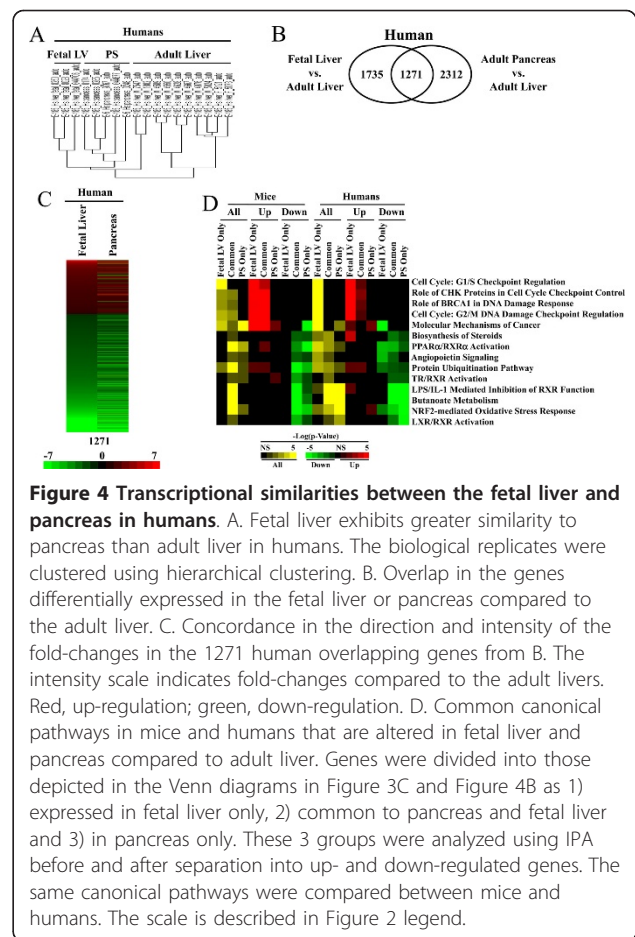 A
Humans
Fetal LV PS Adult Liver
B
Human
Fetal Liver
vs.
Adult Liver
1735 1271 2312
Adult Pancreas
vs.
Adult Liver
C
Human
Fetal Liver
Pancreas
1271
-7 0 7
D
Mice Humans
All Up Down All Up Down
Fetal LV Only Common PS Only Fetal LV Only Common PS Only Fetal LV Only Common PS Only Fetal LV Only Common PS Only Fetal LV Only Common PS Only Fetal LV Only Common PS Only
Cell Cycle: G1/S Checkpoint Regulation
Role of CHK Proteins in Cell Cycle Checkpoint Control
Role of BRCA1 in DNA Damage Response
Cell Cycle: G2/M DNA Damage Checkpoint Regulation
Molecular Mechanisms of Cancer
Biosynthesis of Steroids
PPARα/RXRα Activation
Angiopoietin Signaling
Protein Ubiquitination Pathway
TR/RXR Activation
LPS/IL-1 Mediated Inhibition of RXR Function
Butanoate Metabolism
NRF2-mediated Oxidative Stress Response
LXR/RXR Activation
-Log(p-Value)
NS 5 NS 5
5 NS 5
All Down Up
Figure 4 Transcriptional similarities between the fetal liver and
pancreas in humans. A. Fetal liver exhibits greater similarity to
pancreas than adult liver in humans. The biological replicates were
clustered using hierarchical clustering. B. Overlap in the genes
differentially expressed in the fetal liver or pancreas compared to
the adult liver. C. Concordance in the direction and intensity of the
fold-changes in the 1271 human overlapping genes from B. The
intensity scale indicates fold-changes compared to the adult livers.
Red, up-regulation; green, down-regulation. D. Common canonical
pathways in mice and humans that are altered in fetal liver and
pancreas compared to adult liver. Genes were divided into those
depicted in the Venn diagrams in Figure 3C and Figure 4B as 1)
expressed in fetal liver only, 2) common to pancreas and fetal liver
and 3) in pancreas only. These 3 groups were analyzed using IPA
before and after separation into up- and down-regulated genes. The
same canonical pathways were compared between mice and
humans. The scale is described in Figure 2 legend.